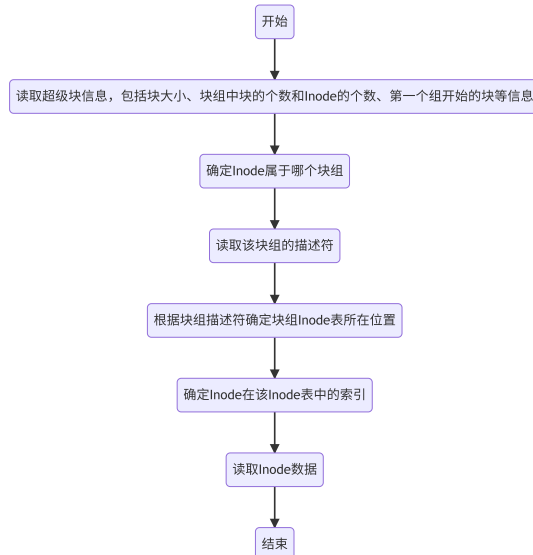 开始
读取超级块信息，包括块大小、块组中块的个数和Inode的个数、第一个组开始的块等信息
确定Inode属于哪个块组
读取该块组的描述符
根据块组描述符确定块组Inode表所在位置
确定Inode在该Inode表中的索引
读取Inode数据
结束